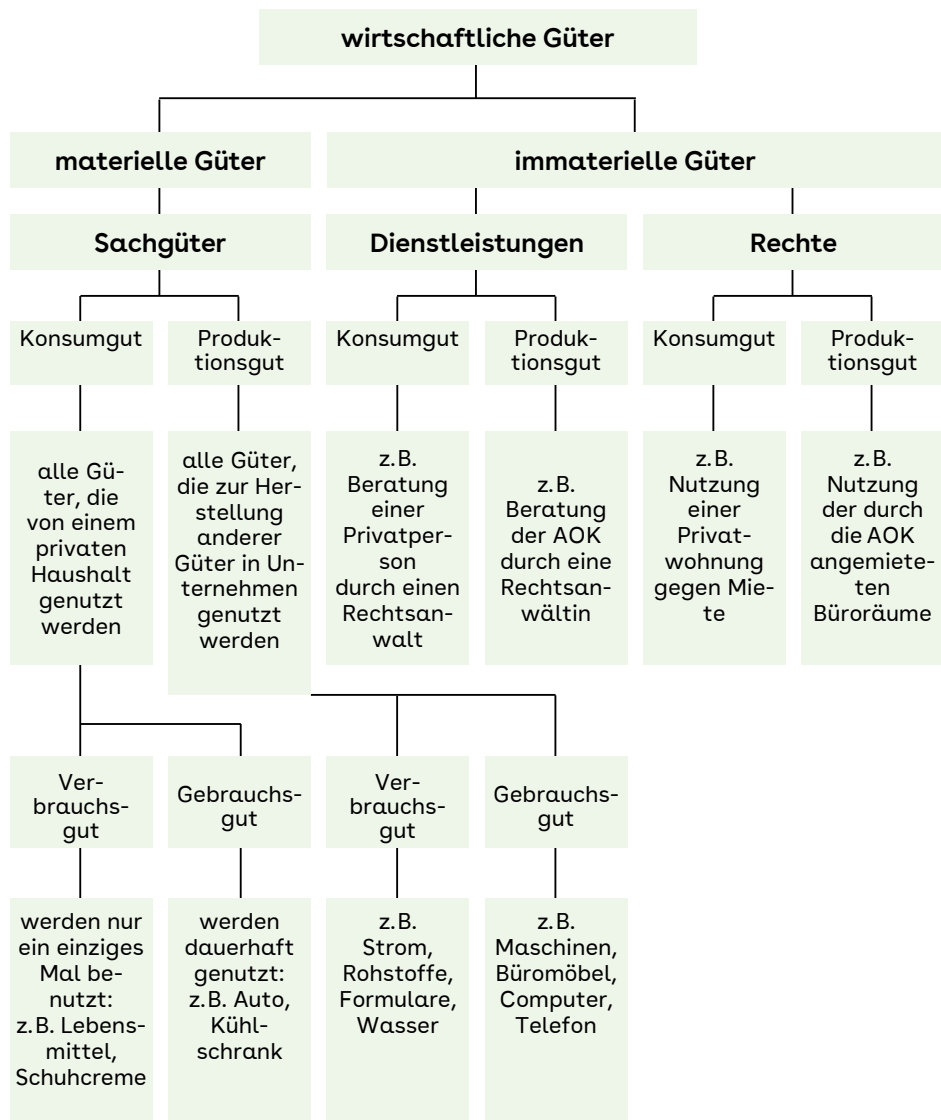 wirtschaftliche Güter
materielle Güter
immaterielle Güter
Sachgüter
Dienstleistungen
Rechte
Konsumgut
Produk-
tionsgut
Konsumgut
Produk-
tionsgut
Konsumgut
Produk-
tionsgut
alle Gü-
ter, die
von einem
privaten
Haushalt
genutzt
werden
alle Güter,
die zur Her-
stellung
anderer
Güter in Un-
ternehmen
genutzt
werden
z.B.
Beratung
einer
Privatper-
son
durch einen
Rechtsan-
walt
z.B.
Beratung
der AOK
durch eine
Rechtsan-
wältin
z.B.
Nutzung
einer
Privat-
wohnung
gegen Mie-
te
z.B.
Nutzung
der durch
die AOK
angemiete-
ten
Büroräume
Ver-
brauchs-
gut
Gebrauchs-
gut
Ver-
brauchs-
gut
Gebrauchs-
gut
werden nur
ein einziges
Mal be-
nutzt:
z.B. Lebens-
mittel,
Schuhcreme
werden
dauerhaft
genutzt:
z.B. Auto,
Kühl-
schrank
z.B.
Strom,
Rohstoffe,
Formulare,
Wasser
z.B.
Maschinen,
Büromöbel,
Computer,
Telefon